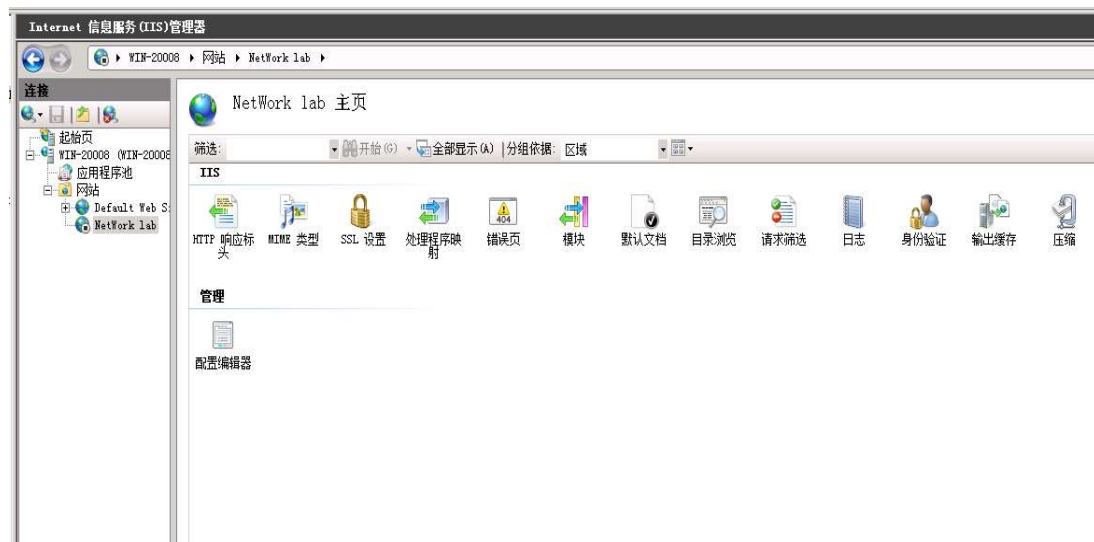 Internet 信息服务(IIS)管理器
WIN-20008 ▸ 网站 ▸ NetWork lab ▸
连接
起始页
WIN-20008 (WIN-20008
应用程序池
网站
Default Web S
NetWork lab
NetWork lab 主页
筛选: 开始(G) 全部显示(A) | 分组依据: 区域
IIS
HTTP 响应标头
MIME 类型
SSL 设置
处理程序映射
404
错误页
模块
默认文档
目录浏览
请求筛选
日志
身份验证
输出缓存
压缩
管理
配置编辑器